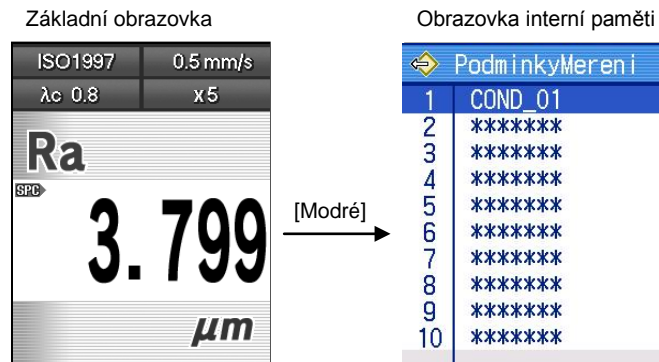 Základní obrazovka
ISO1997 0.5 mm/s
λc 0.8 x5
Ra
SPC
3.799
µm
[Modré]
Obrazovka interní paměti
PodminkyMereni
1 COND_01
2 *******
3 *******
4 *******
5 *******
6 *******
7 *******
8 *******
9 *******
10 *******